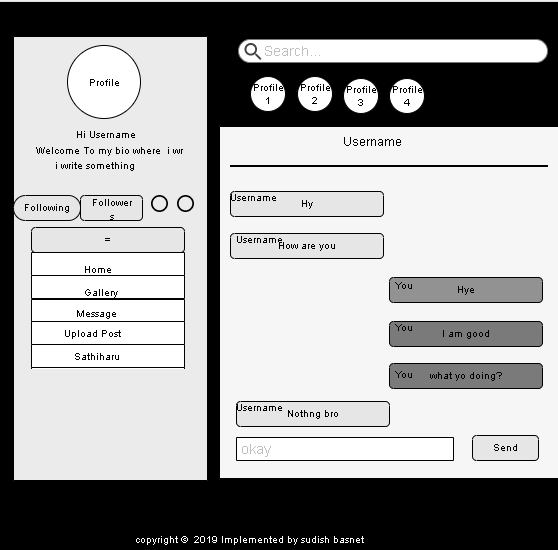 Profile
Hi Username
Welcome To my bio where i wr
i write something
Following
Follower
s
=
Home
Gallery
Message
Upload Post
Sathiharu
Search...
Profile
1
Profile
2
Profile
3
Profile
4
Username
Username
Hy
Username
How are you
You
Hye
You
I am good
You
what yo doing?
Username
Nothng bro
okay
Send
copyright © 2019 Implemented by sudish basnet